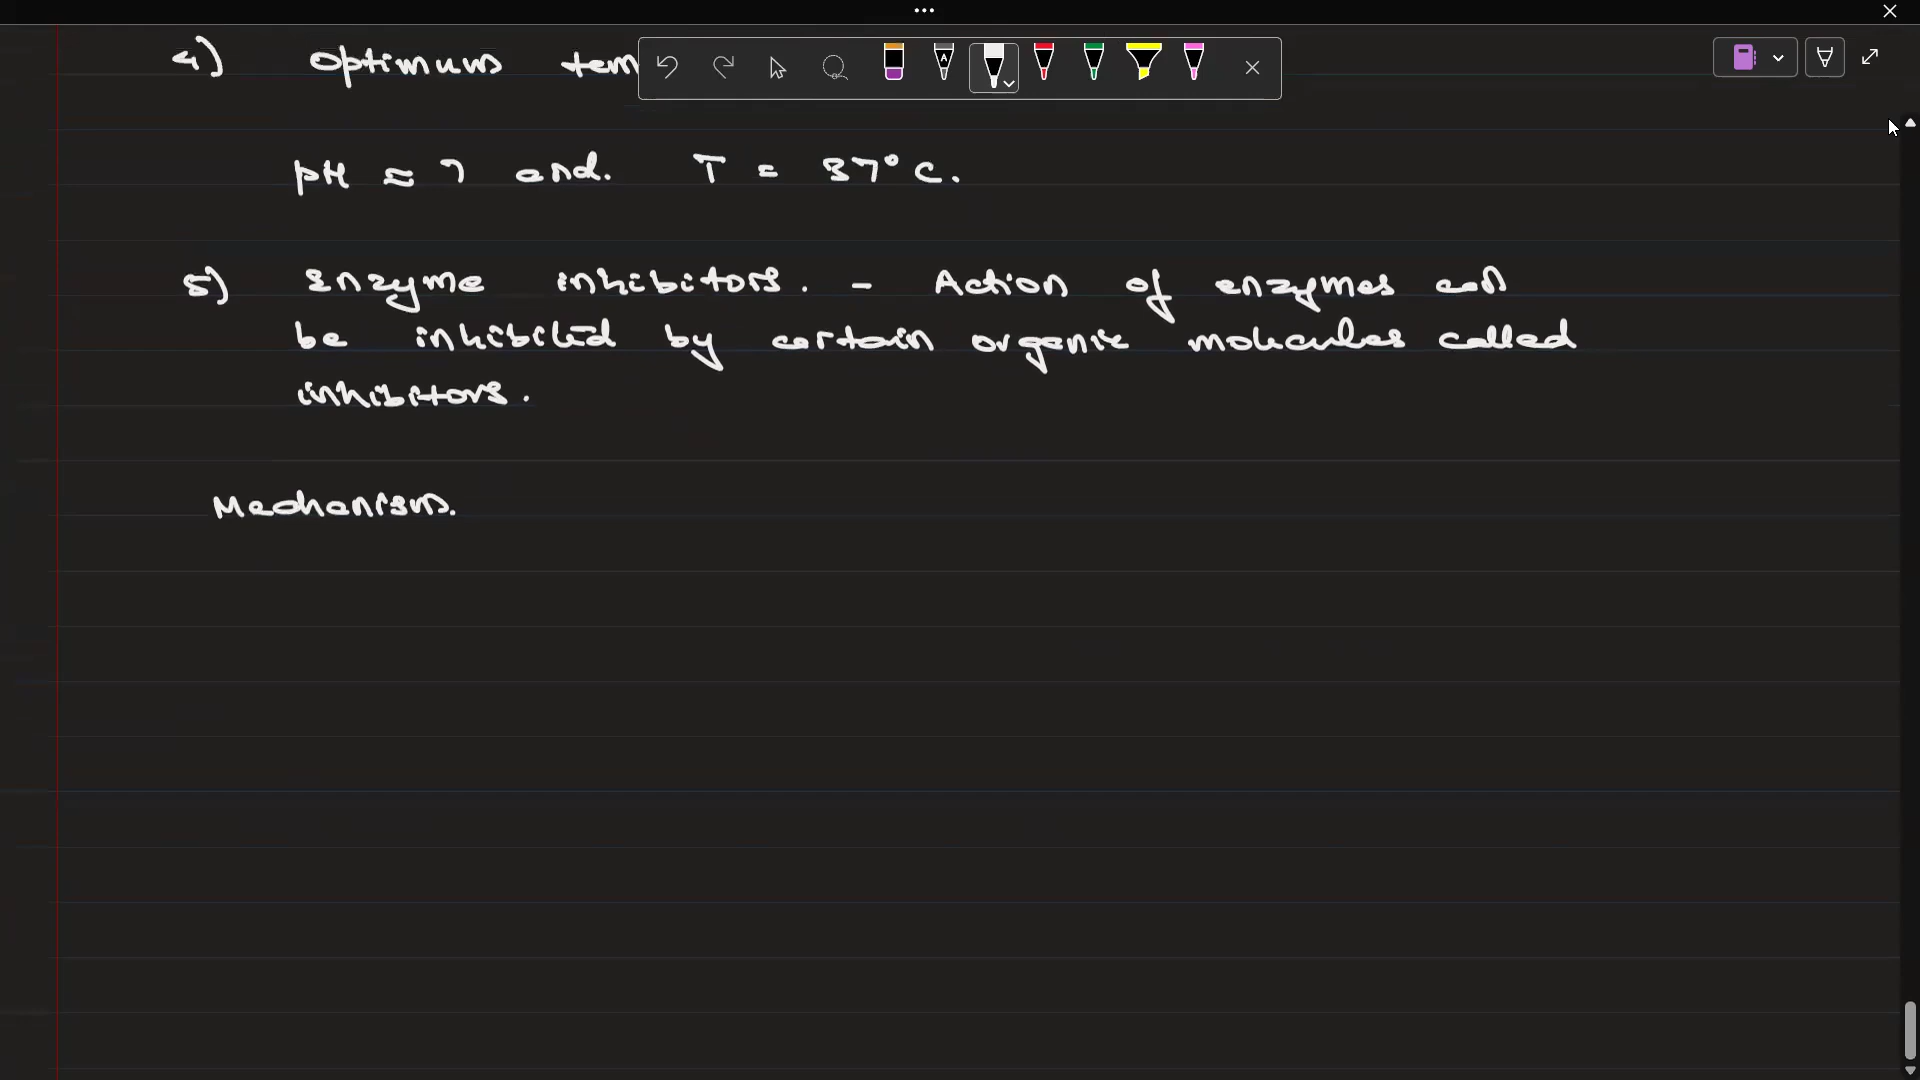 4) optimum tem
pH ≈ 7 and. T = 37°C.
5) Enzyme inhibitors. - Action of enzymes can
be inhibited by certain organic molecules called
inhibitors.
Mechanism.